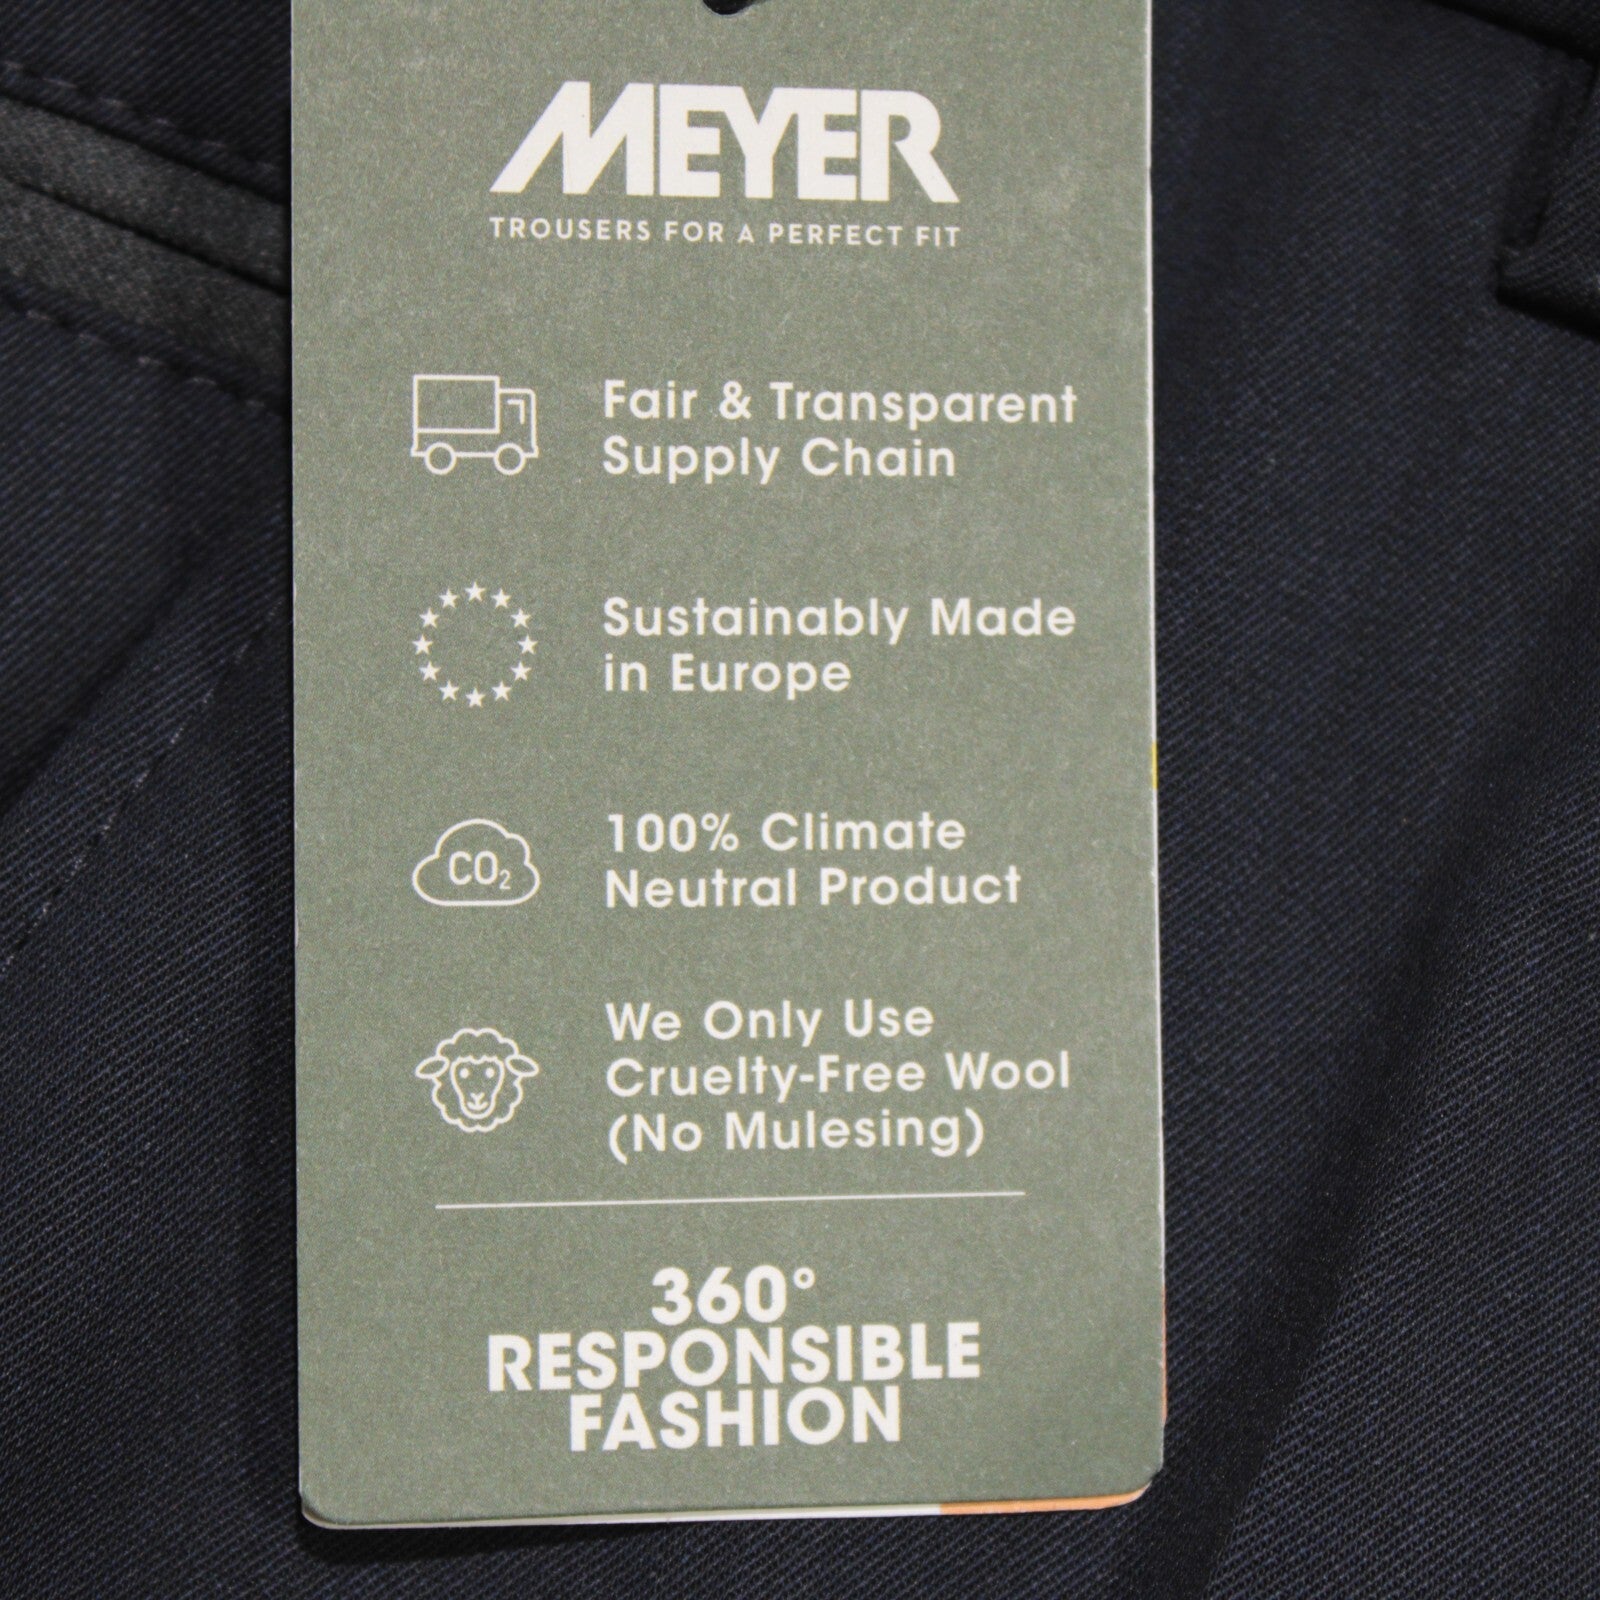 MEYER
TROUSERS FOR A PERFECT FIT
Fair & Transparent
Supply Chain
Sustainably Made
in Europe
CO₂
100% Climate
Neutral Product
We Only Use
Cruelty-Free Wool
(No Mulesing)
360°
RESPONSIBLE
FASHION